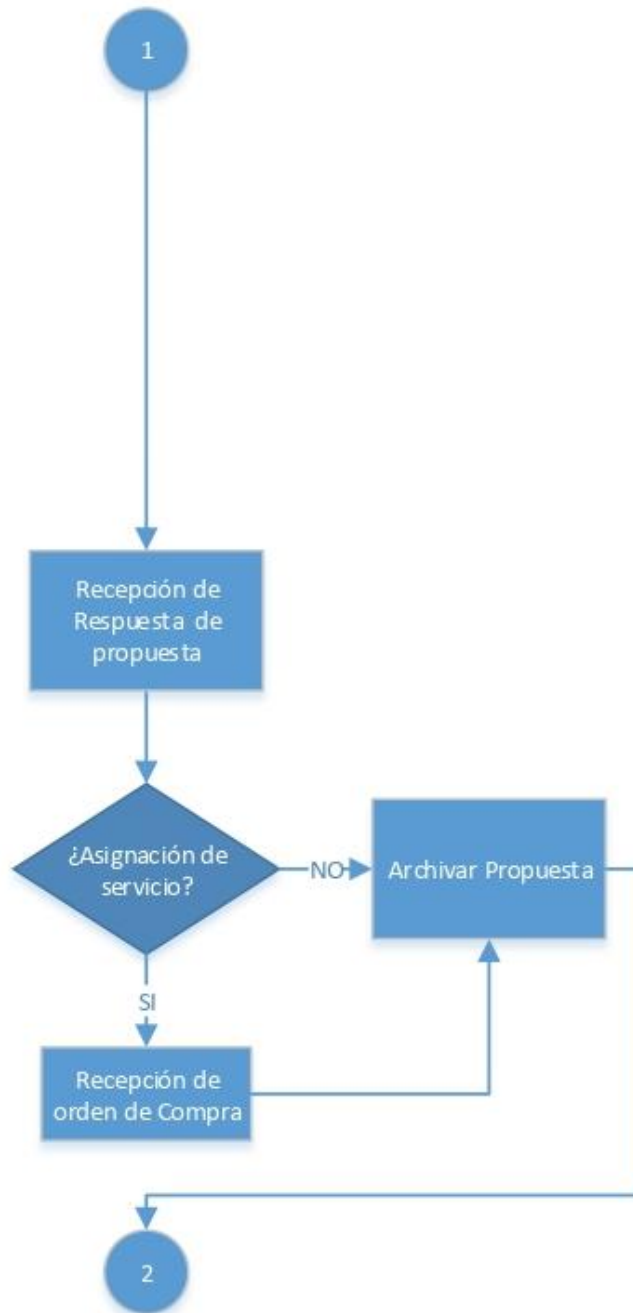 1
Recepción de
Respuesta de
propuesta
¿Asignación de
servicio?
NO
Archivar Propuesta
SI
Recepción de
orden de Compra
2